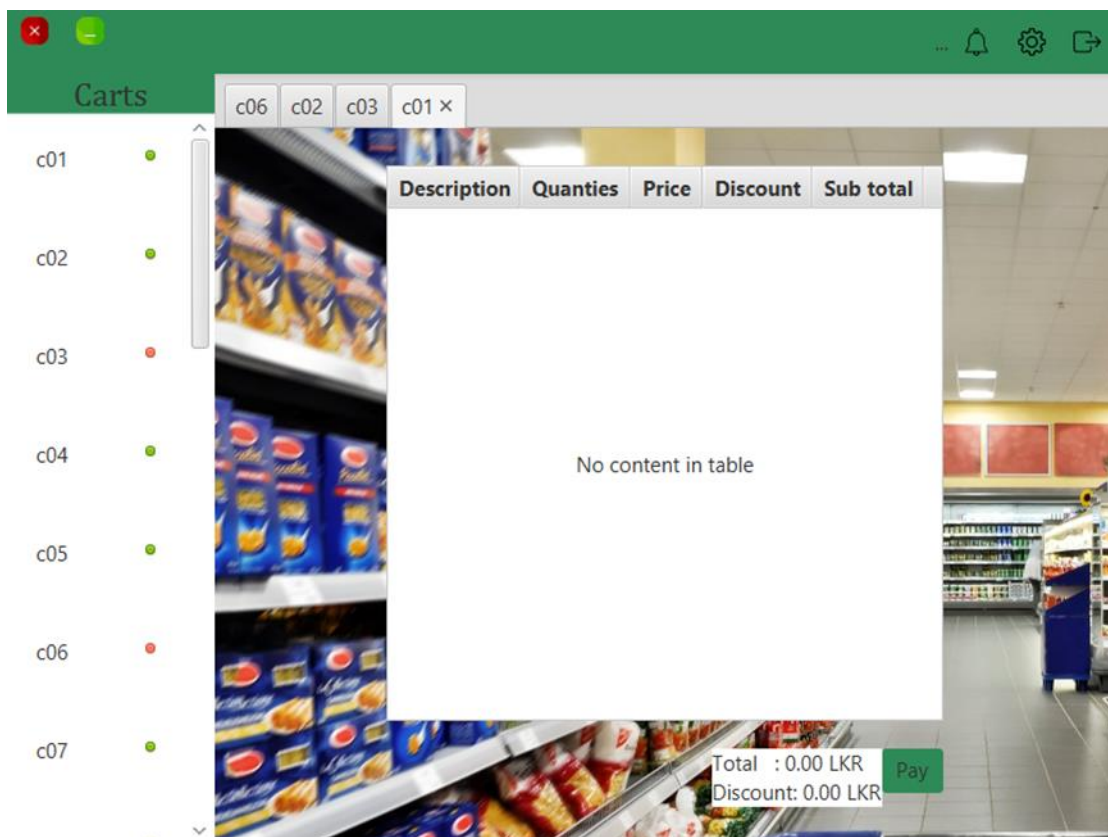 ...
Carts
c06 c02 c03 c01 ×
c01
c02
c03
c04
c05
c06
c07
Description Quanties Price Discount Sub total
No content in table
Total : 0.00 LKR
Discount: 0.00 LKR
Pay